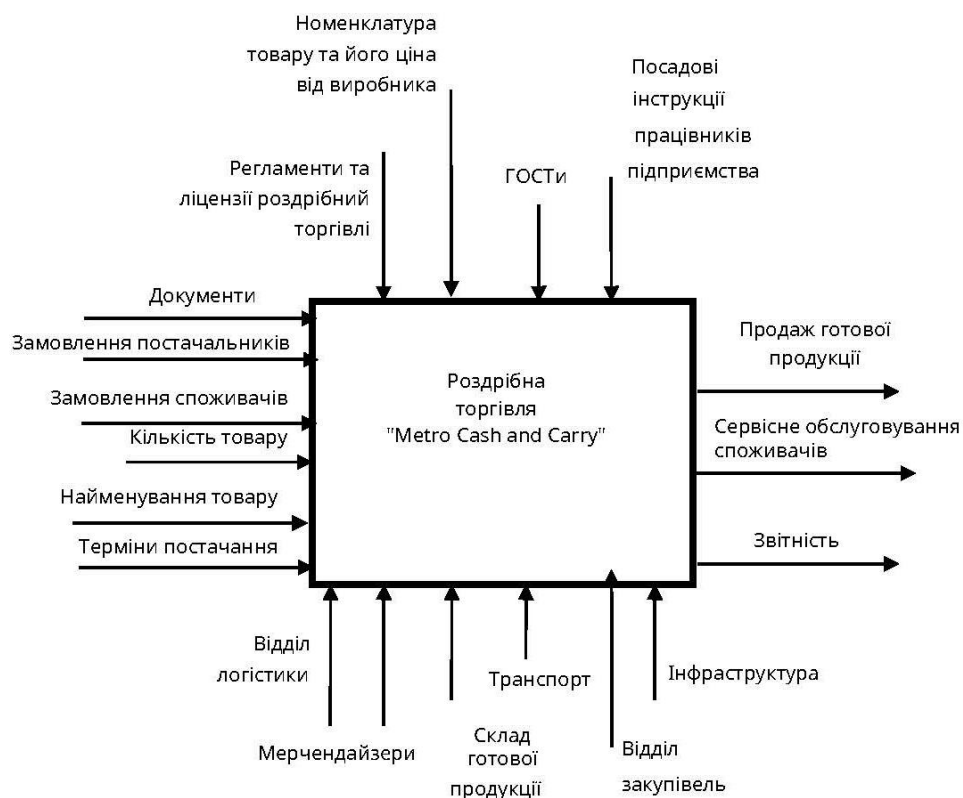 Номенклатура
товару та його ціна
від виробника
Посадові
інструкції
працівників
підприємства
Регламенти та
ліцензії роздрібний
торгівлі
ГОСТи
Документи
Замовлення постачальників
Замовлення споживачів
Кількість товару
Найменування товару
Терміни постачання
Роздрібна
торгівля
"Metro Cash and Carry"
Продаж готової
продукції
Сервісне обслуговування
споживачів
Звітність
Відділ
логістики
Мерчендайзери
Склад
готової
продукції
Транспорт
Відділ
закупівель
Інфраструктура